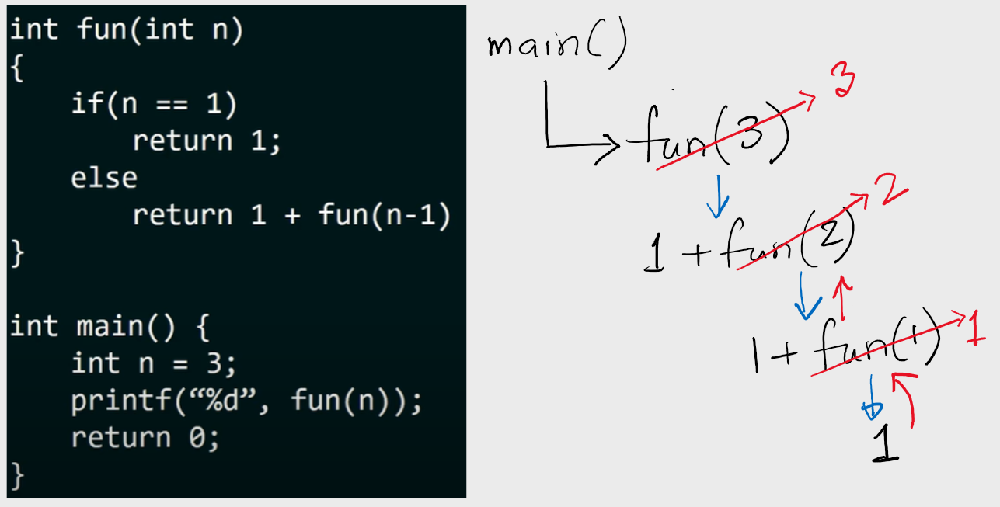 int fun(int n)
{
if(n == 1)
return 1;
else
return 1 + fun(n-1)
}
int main() {
int n = 3;
printf(“%d”, fun(n));
return 0;
}
main()
3
fun(3)
2
1 + fun(2)
1
1 + fun(1)
1